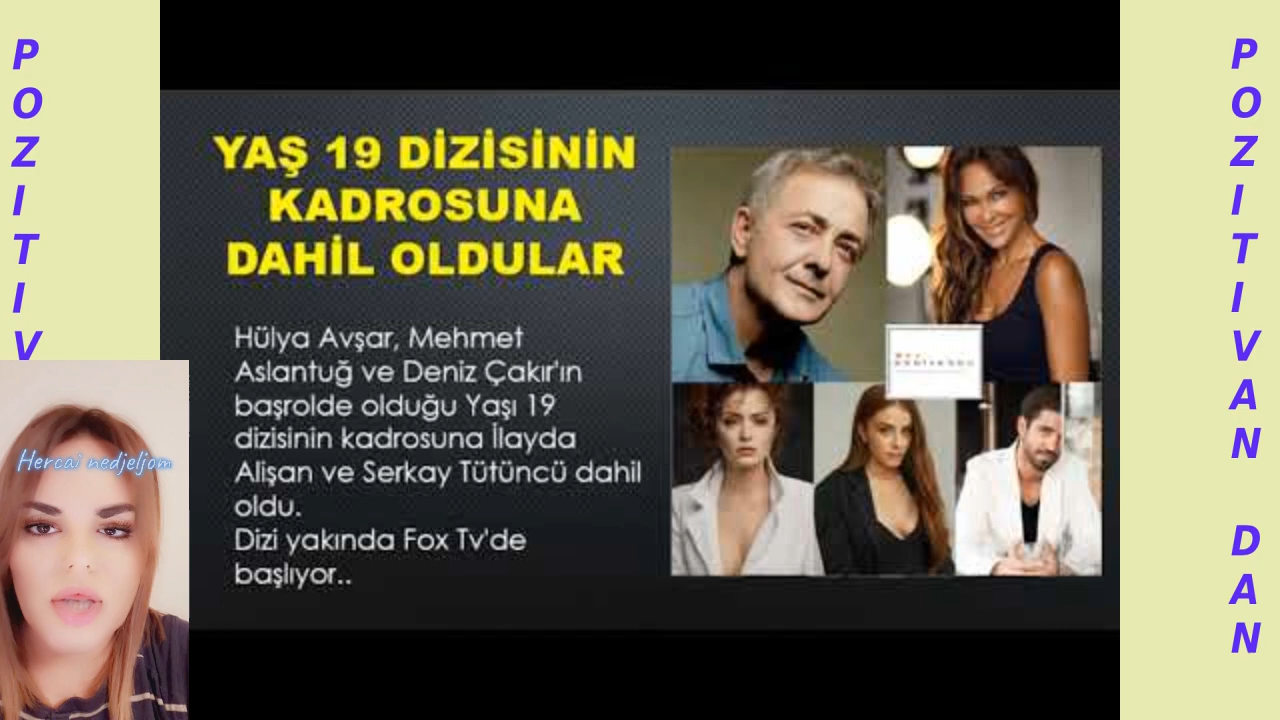 POZITIV
YAŞ 19 DİZİSİNİN
KADROSUNA
DAHİL OLDULAR
Hülya Avşar, Mehmet
Aslantuğ ve Deniz Çakır'ın
başrolde olduğu Yaşı 19
dizisinin kadrosuna İlayda
Alişan ve Serkay Tütüncü dahil
oldu.
Dizi yakında Fox Tv'de
başlıyor..
Hercai nedjeljom
POZITIVAN DAN